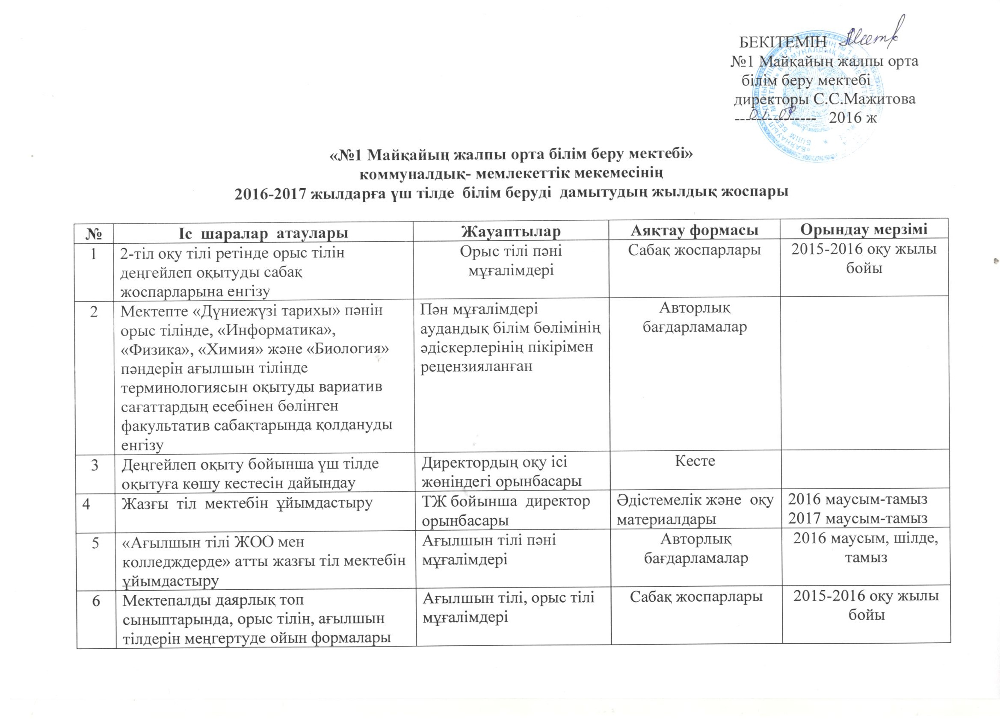 БЕКІТЕМІН
№1 Майқайың жалпы орта
білім беру мектебі
директоры С.С.Мажитова
01.09 2016 ж
«№1 Майқайың жалпы орта білім беру мектебі»
коммуналдық- мемлекеттік мекемесінің
2016-2017 жылдарға үш тілде білім беруді дамытудың жылдық жоспары
№ Іс шаралар атаулары Жауаптылар Аяқтау формасы Орындау мерзімі
1 2-тіл оқу тілі ретінде орыс тілін Орыс тілі пәні Сабақ жоспарлары 2015-2016 оқу жылы
деңгейлеп оқытуды сабақ мұғалімдері бойы
жоспарларына енгізу
2 Мектепте «Дүниежүзі тарихы» пәнін Пән мұғалімдері Авторлық
орыс тілінде, «Информатика», аудандық білім бөлімінің бағдарламалар
«Физика», «Химия» және «Биология» әдіскерлерінің пікірімен
пәндерін ағылшын тілінде рецензияланған
терминологиясын оқытуды вариатив
сағаттардың есебінен бөлінген
факультатив сабақтарында қолдануды
енгізу
3 Деңгейлеп оқыту бойынша үш тілде Директордың оқу ісі Кесте
оқытуға көшу кестесін дайындау жөніндегі орынбасары
4 Жазғы тіл мектебін ұйымдастыру ТЖ бойынша директор Әдістемелік және оқу 2016 маусым-тамыз
орынбасары материалдары 2017 маусым-тамыз
5 «Ағылшын тілі ЖОО мен Ағылшын тілі пәні Авторлық 2016 маусым, шілде,
колледждерде» атты жазғы тіл мектебін мұғалімдері бағдарламалар тамыз
ұйымдастыру
6 Мектепалды даярлық топ Ағылшын тілі, орыс тілі Сабақ жоспарлары 2015-2016 оқу жылы
сыныптарында, орыс тілін, ағылшын мұғалімдері бойы
тілдерін меңгертуде ойын формалары